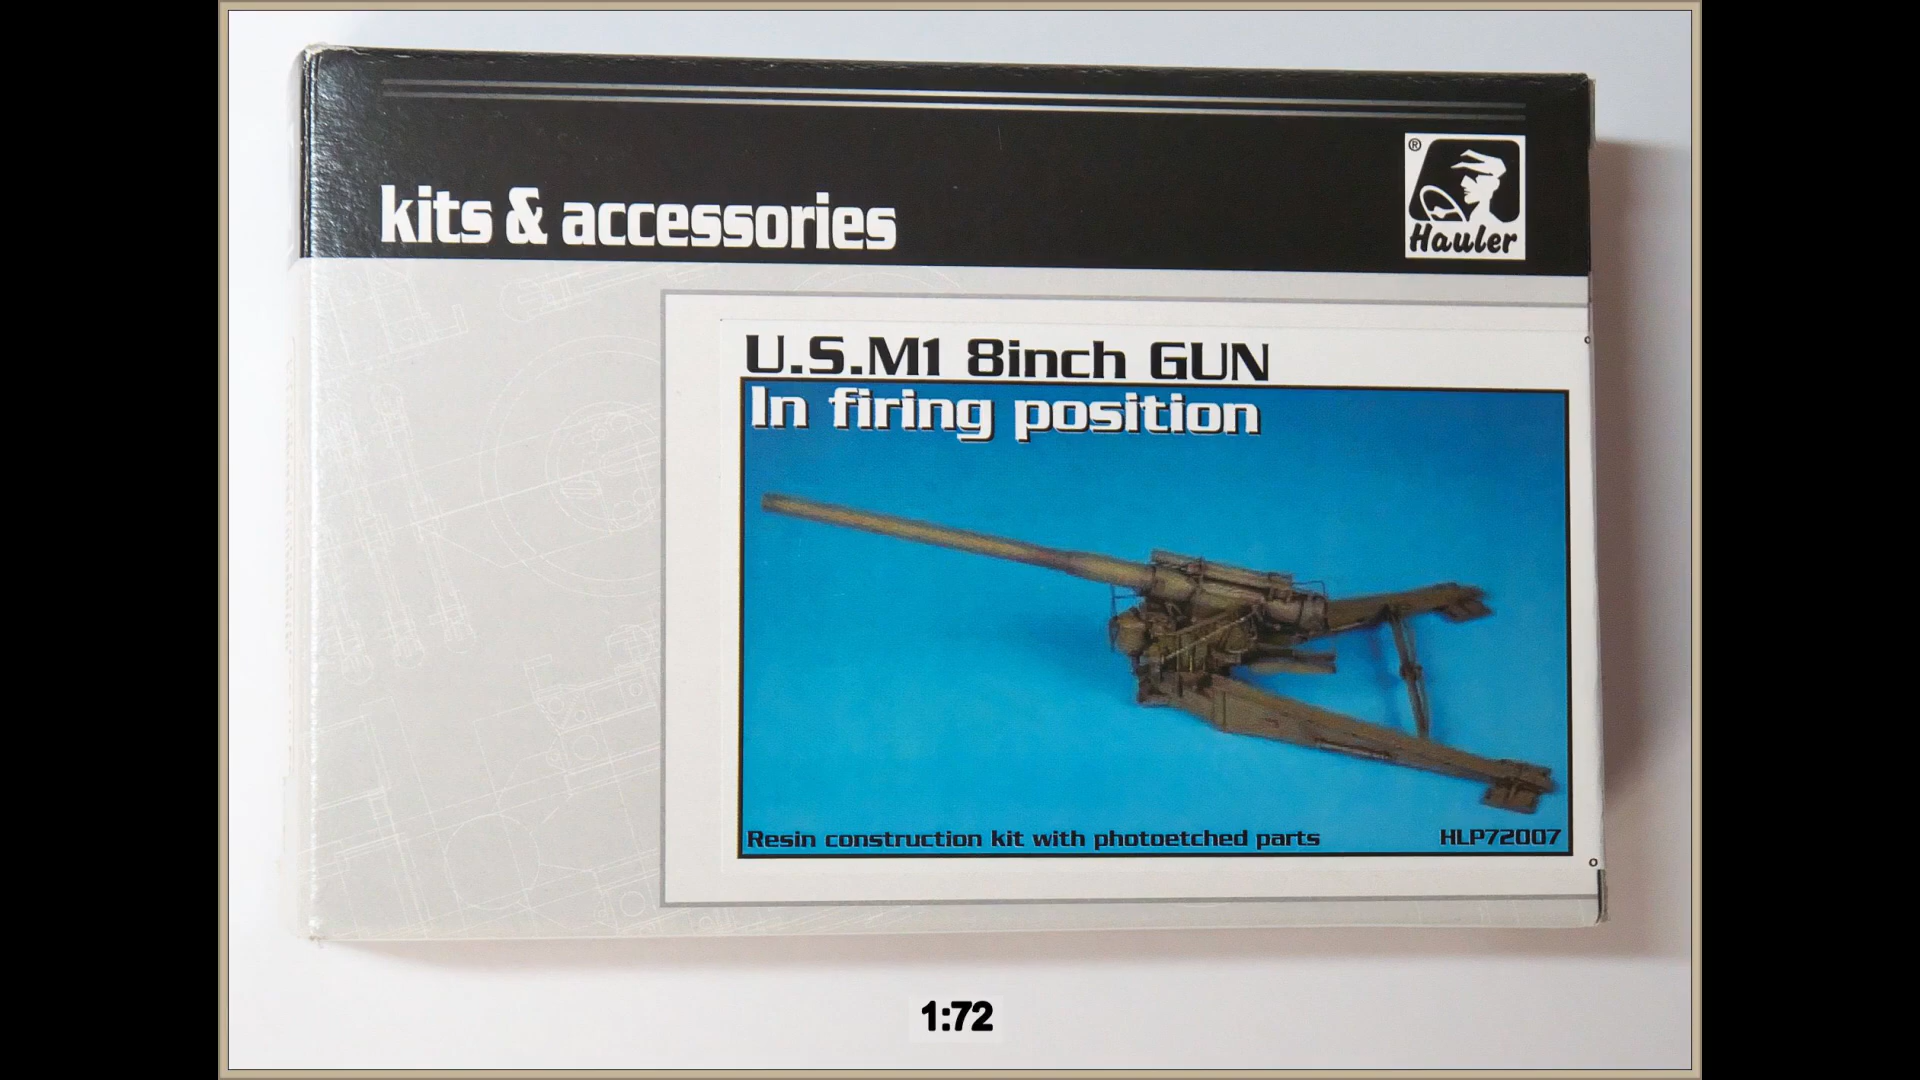 kits & accessories
®
Hauler
U.S.M1 8inch GUN
In firing position
Resin construction kit with photoetched parts
HLP72007
1:72